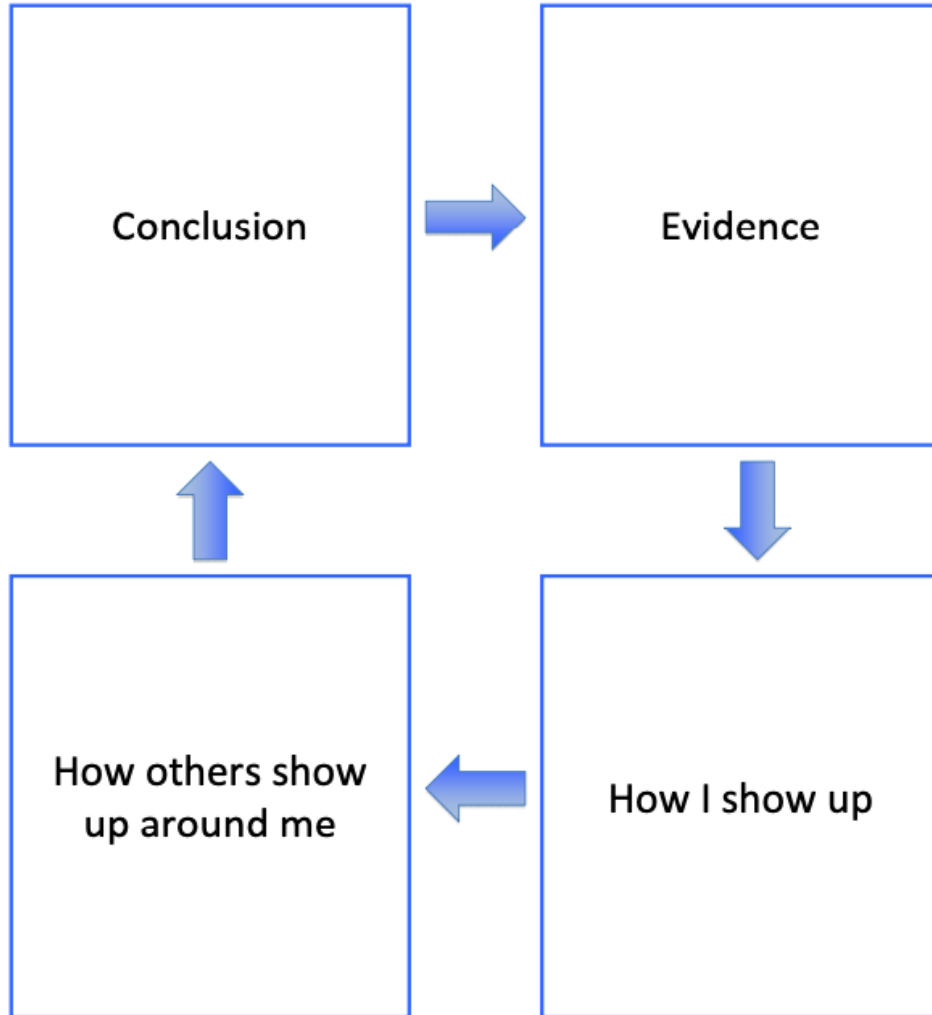 Conclusion
Evidence
How others show
up around me
How I show up